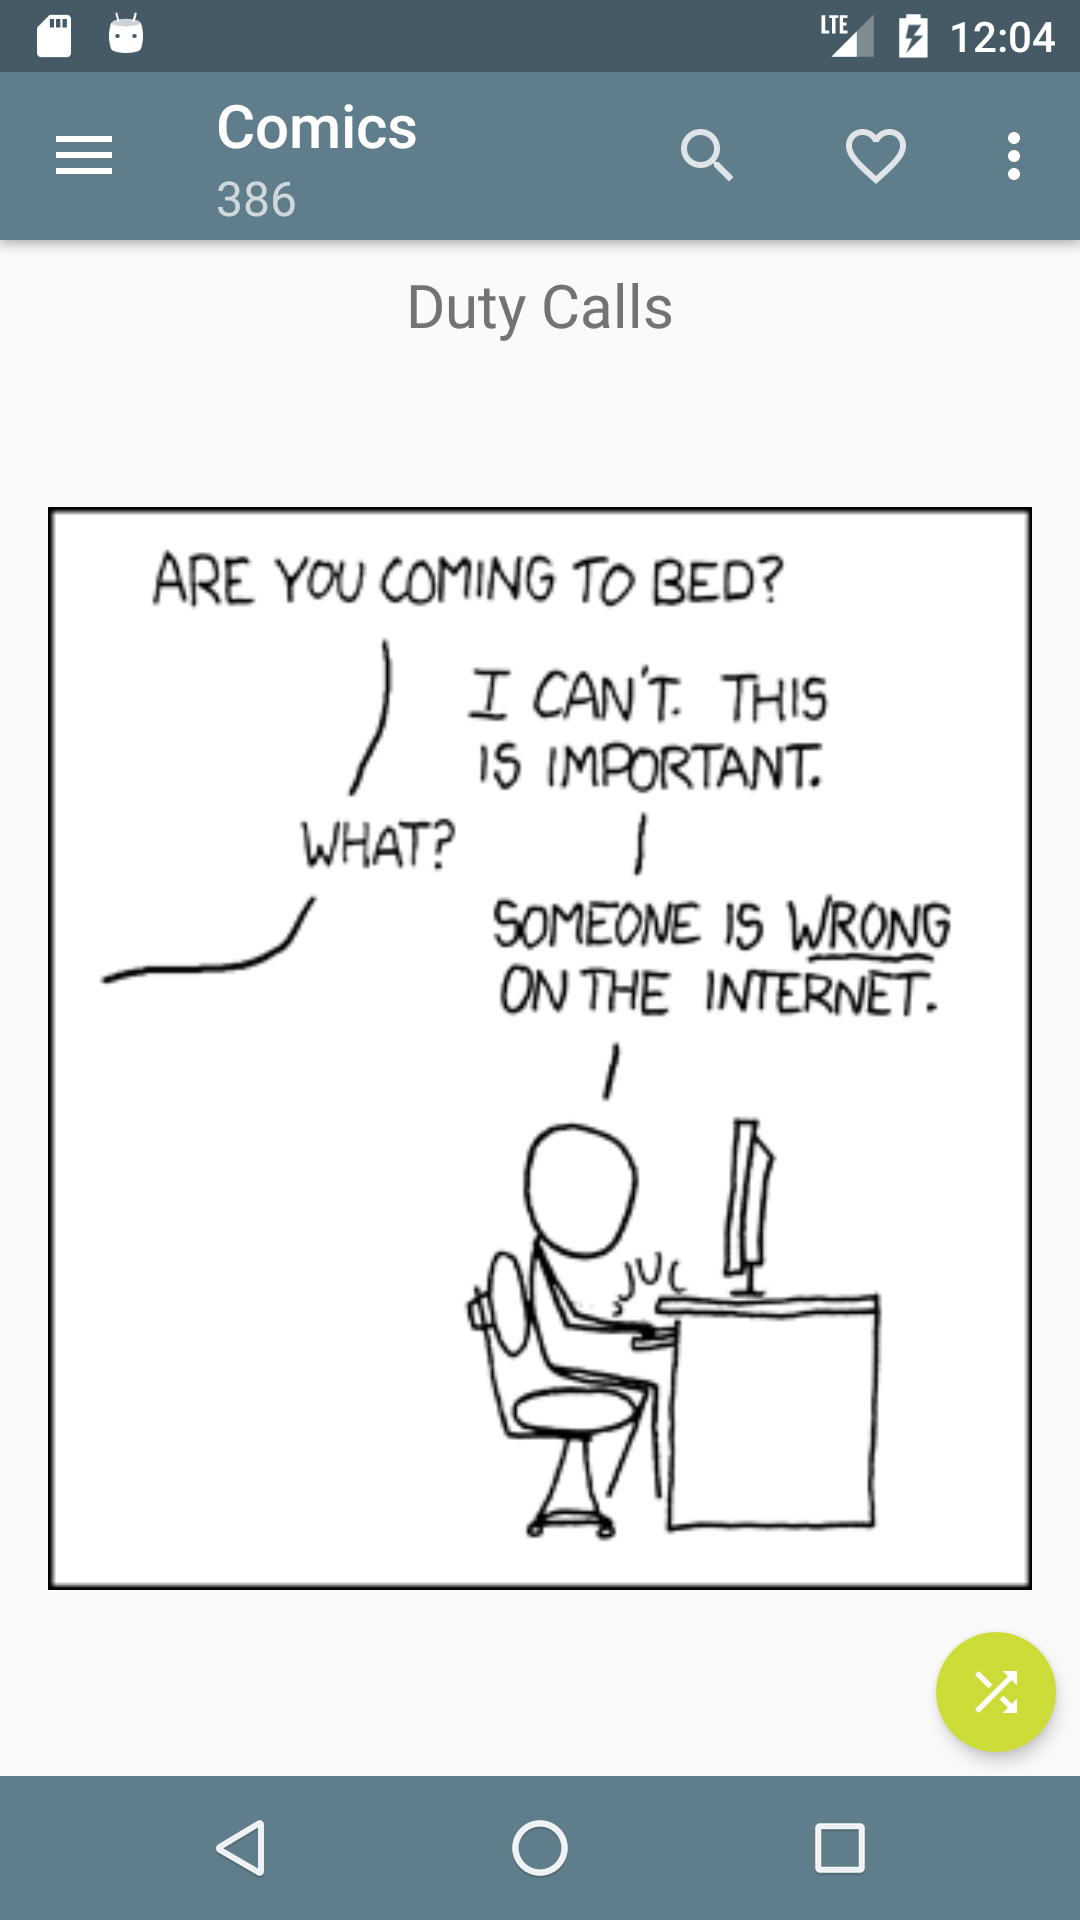 LTE 12:04
Comics
386
Duty Calls
ARE YOU COMING TO BED?
I CAN'T. THIS
IS IMPORTANT.
WHAT?
SOMEONE IS WRONG
ON THE INTERNET.